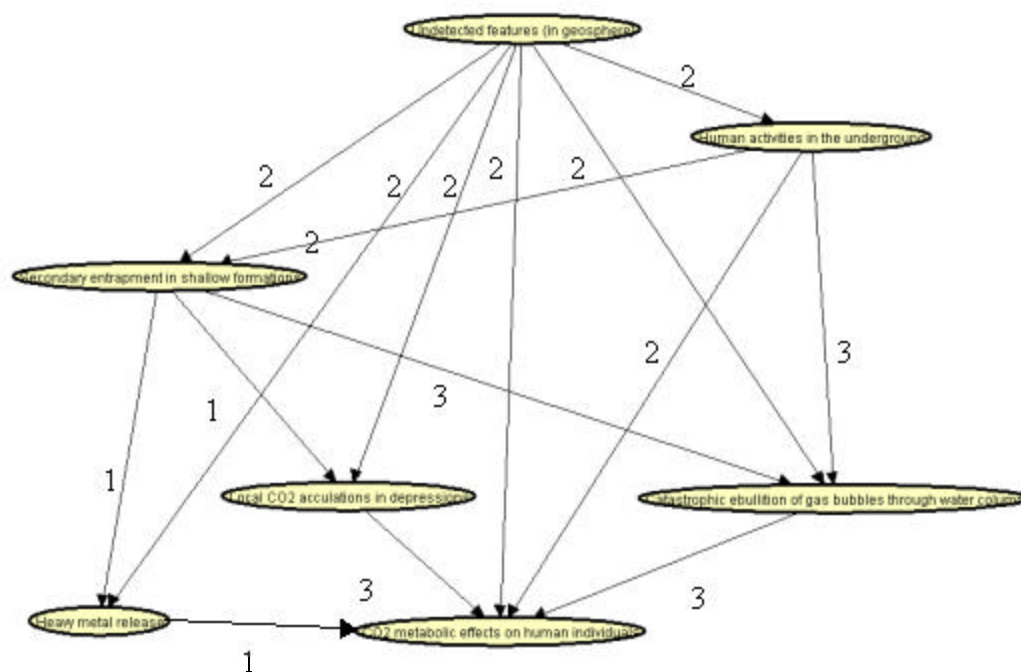 Undetected features (in geosphere
2
Human activities in the underground
2
2
2
2
2
2
Secondary entrapment in shallow formations
2
3
3
1
1
Local CO2 acculations in depressions
Catastrophic ebullition of gas bubbles through water colum
3
3
Heavy metal release
CO2 metabolic effects on human individuals
1